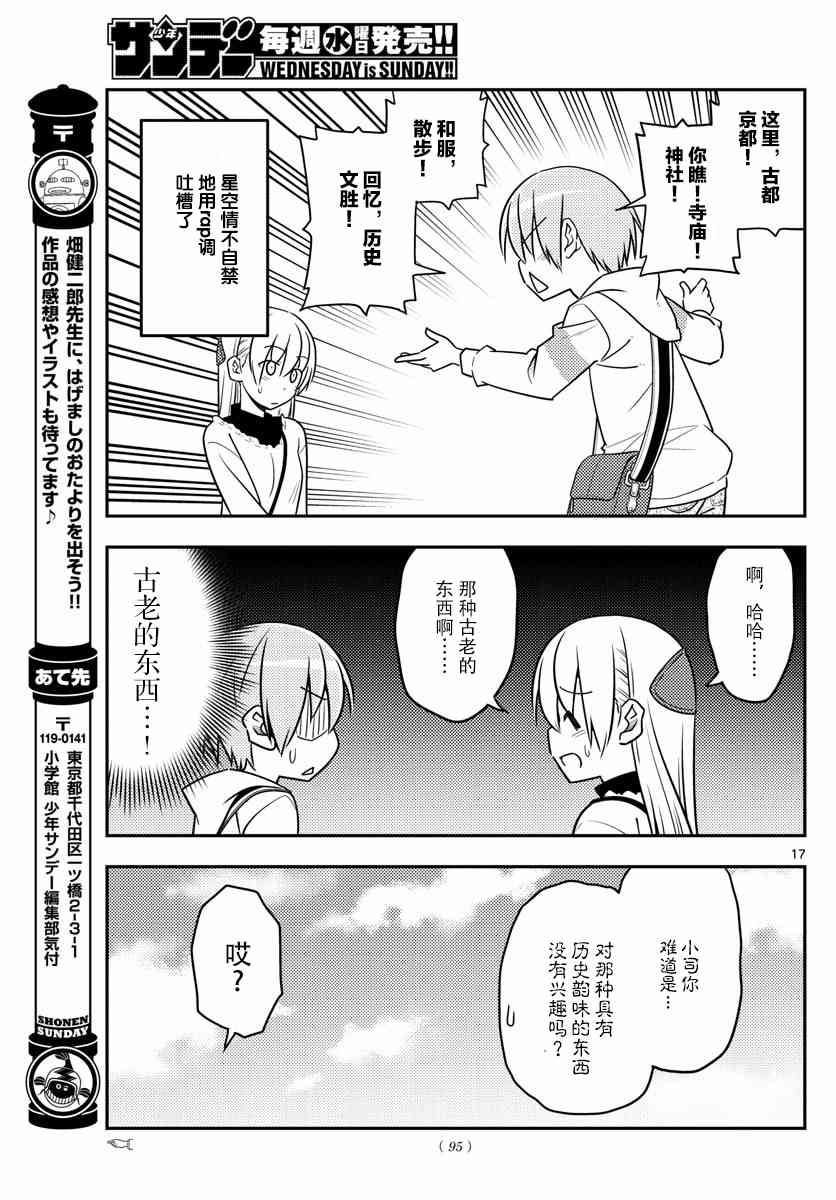 少年サンデー 毎週水曜日発売!!
WEDNESDAY is SUNDAY!!
这里，古都
京都！
你瞧！寺庙！
神社！
和服，
散步！
回忆，历史
文胜！
星空情不自禁
地用rap调
吐槽了
啊，哈
哈……
那种古老的
东西啊……
古老的东西…！
17
小司你
难道是…
对那种具有
历史韵味的东西
没有兴趣吗？
哎？
〒
畑健二郎先生に、はげましのおたよりを出そう!!
作品の感想やイラストも待ってます♪
あて先
〒
119-0141
東京都千代田区一ツ橋2-3-1
小学館 少年サンデー編集部気付
SHONEN
SUNDAY
(95)